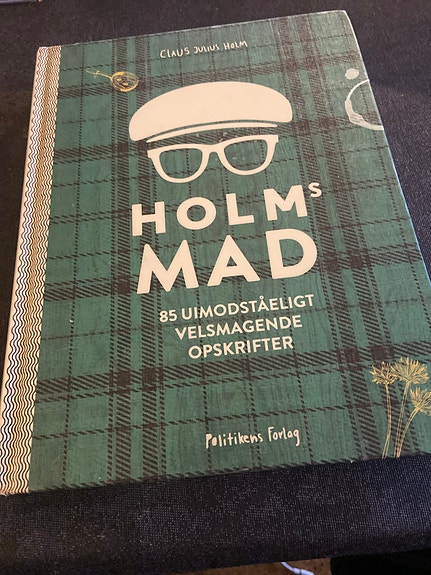 CLAUS JULIUS HOLM
HOLMs
MAD
85 UIMODSTÅELIGT
VELSMAGENDE
OPSKRIFTER
Politikens Forlag